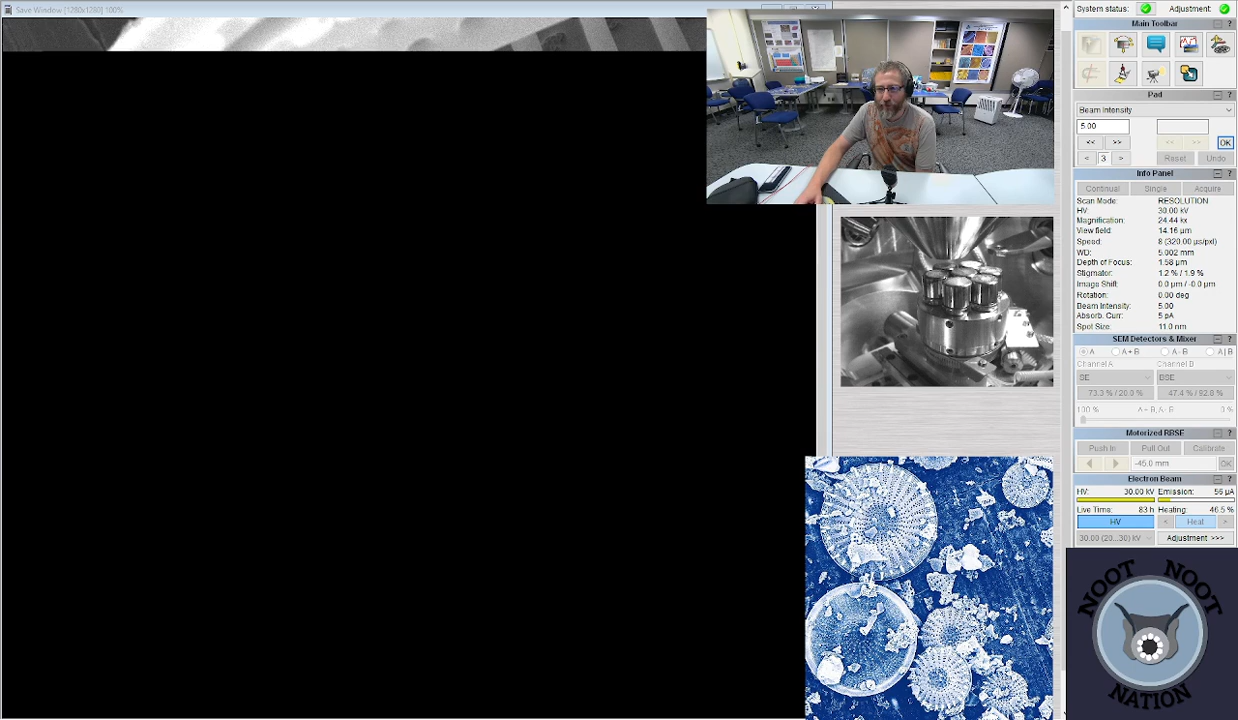 Save Window [1280x1280] 100%
System status:
Adjustment:
Main Toolbar
Pad
Beam Intensity
5.00
<< >>
<< >>
OK
< 3 >
Reset
Undo
Info Panel
Continual
Single
Acquire
Scan Mode: RESOLUTION
HV: 30.00 kV
Magnification: 24.44 kx
View field: 14.16 µm
Speed: 8 (320.00 µs/pxl)
WD: 5.002 mm
Depth of Focus: 1.58 µm
Stigmator: 1.2 % / 1.9 %
Image Shift: 0.0 µm / -0.0 µm
Rotation: 0.00 deg
Beam Intensity: 5.00
Absorb. Curr: 5 pA
Spot Size: 11.0 nm
SEM Detectors & Mixer
A A+B A-B A|B
Channel A Channel B
SE BSE
73.3 % / 20.0 % 47.4 % / 92.8 %
100 % A+B, A-B 0 %
Motorized RBSE
Push In
Pull Out
Calibrate
-45.0 mm
OK
Electron Beam
HV: 30.00 kV Emission: 56 µA
Live Time: 83 h Heating: 46.5 %
HV
< Heat >
30.00 (20...30) kV
Adjustment >>>
NOOT NOOT
NATION